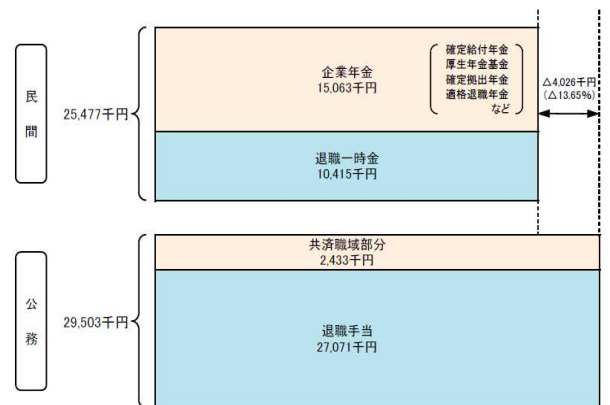 民間
25,477千円
企業年金
15,063千円
確定給付年金
厚生年金基金
確定拠出年金
適格退職年金
など
△4,026千円
(△13.65%)
退職一時金
10,415千円
公務
29,503千円
共済職域部分
2,433千円
退職手当
27,071千円